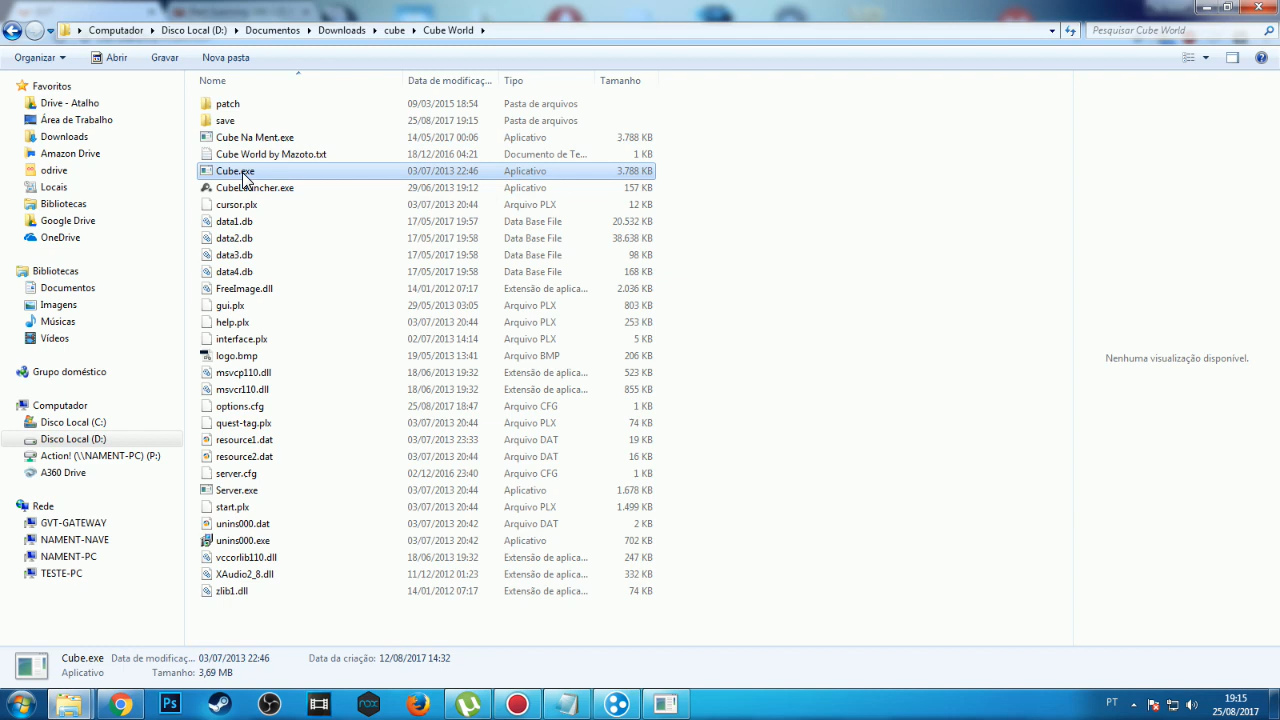 Computador ▸ Disco Local (D:) ▸ Documentos ▸ Downloads ▸ cube ▸ Cube World ▸
Pesquisar Cube World
Organizar Abrir Gravar Nova pasta
Nome Data de modificaç... Tipo Tamanho
Favoritos
Drive - Atalho
Área de Trabalho
Downloads
Amazon Drive
odrive
Locais
Bibliotecas
Google Drive
OneDrive
Bibliotecas
Documentos
Imagens
Músicas
Vídeos
Grupo doméstico
Computador
Disco Local (C:)
Disco Local (D:)
Action! (\\NAMENT-PC) (P:)
A360 Drive
Rede
GVT-GATEWAY
NAMENT-NAVE
NAMENT-PC
TESTE-PC
patch 09/03/2015 18:54 Pasta de arquivos
save 25/08/2017 19:15 Pasta de arquivos
Cube Na Ment.exe 14/05/2017 00:06 Aplicativo 3.788 KB
Cube World by Mazoto.txt 18/12/2016 04:21 Documento de Te... 1 KB
Cube.exe 03/07/2013 22:46 Aplicativo 3.788 KB
CubeLauncher.exe 29/06/2013 19:12 Aplicativo 157 KB
cursor.plx 03/07/2013 20:44 Arquivo PLX 12 KB
data1.db 17/05/2017 19:57 Data Base File 20.532 KB
data2.db 17/05/2017 19:58 Data Base File 38.638 KB
data3.db 17/05/2017 19:58 Data Base File 98 KB
data4.db 17/05/2017 19:58 Data Base File 168 KB
FreeImage.dll 14/01/2012 07:17 Extensão de aplica... 2.036 KB
gui.plx 29/05/2013 03:05 Arquivo PLX 803 KB
help.plx 03/07/2013 20:44 Arquivo PLX 253 KB
interface.plx 02/07/2013 14:14 Arquivo PLX 5 KB
logo.bmp 19/05/2013 13:41 Arquivo BMP 206 KB
msvcp110.dll 18/06/2013 19:32 Extensão de aplica... 523 KB
msvcr110.dll 18/06/2013 19:32 Extensão de aplica... 855 KB
options.cfg 25/08/2017 18:47 Arquivo CFG 1 KB
quest-tag.plx 03/07/2013 20:44 Arquivo PLX 74 KB
resource1.dat 03/07/2013 23:33 Arquivo DAT 19 KB
resource2.dat 03/07/2013 20:44 Arquivo DAT 16 KB
server.cfg 02/12/2016 23:40 Arquivo CFG 1 KB
Server.exe 03/07/2013 20:44 Aplicativo 1.678 KB
start.plx 03/07/2013 20:44 Arquivo PLX 1.499 KB
unins000.dat 03/07/2013 20:42 Arquivo DAT 2 KB
unins000.exe 03/07/2013 20:42 Aplicativo 702 KB
vccorlib110.dll 18/06/2013 19:32 Extensão de aplica... 247 KB
XAudio2_8.dll 11/12/2012 01:23 Extensão de aplica... 332 KB
zlib1.dll 14/01/2012 07:17 Extensão de aplica... 74 KB
Nenhuma visualização disponível.
Cube.exe Data de modificaç... 03/07/2013 22:46 Data da criação: 12/08/2017 14:32
Aplicativo Tamanho: 3,69 MB
Ps nox PT 19:15
25/08/2017